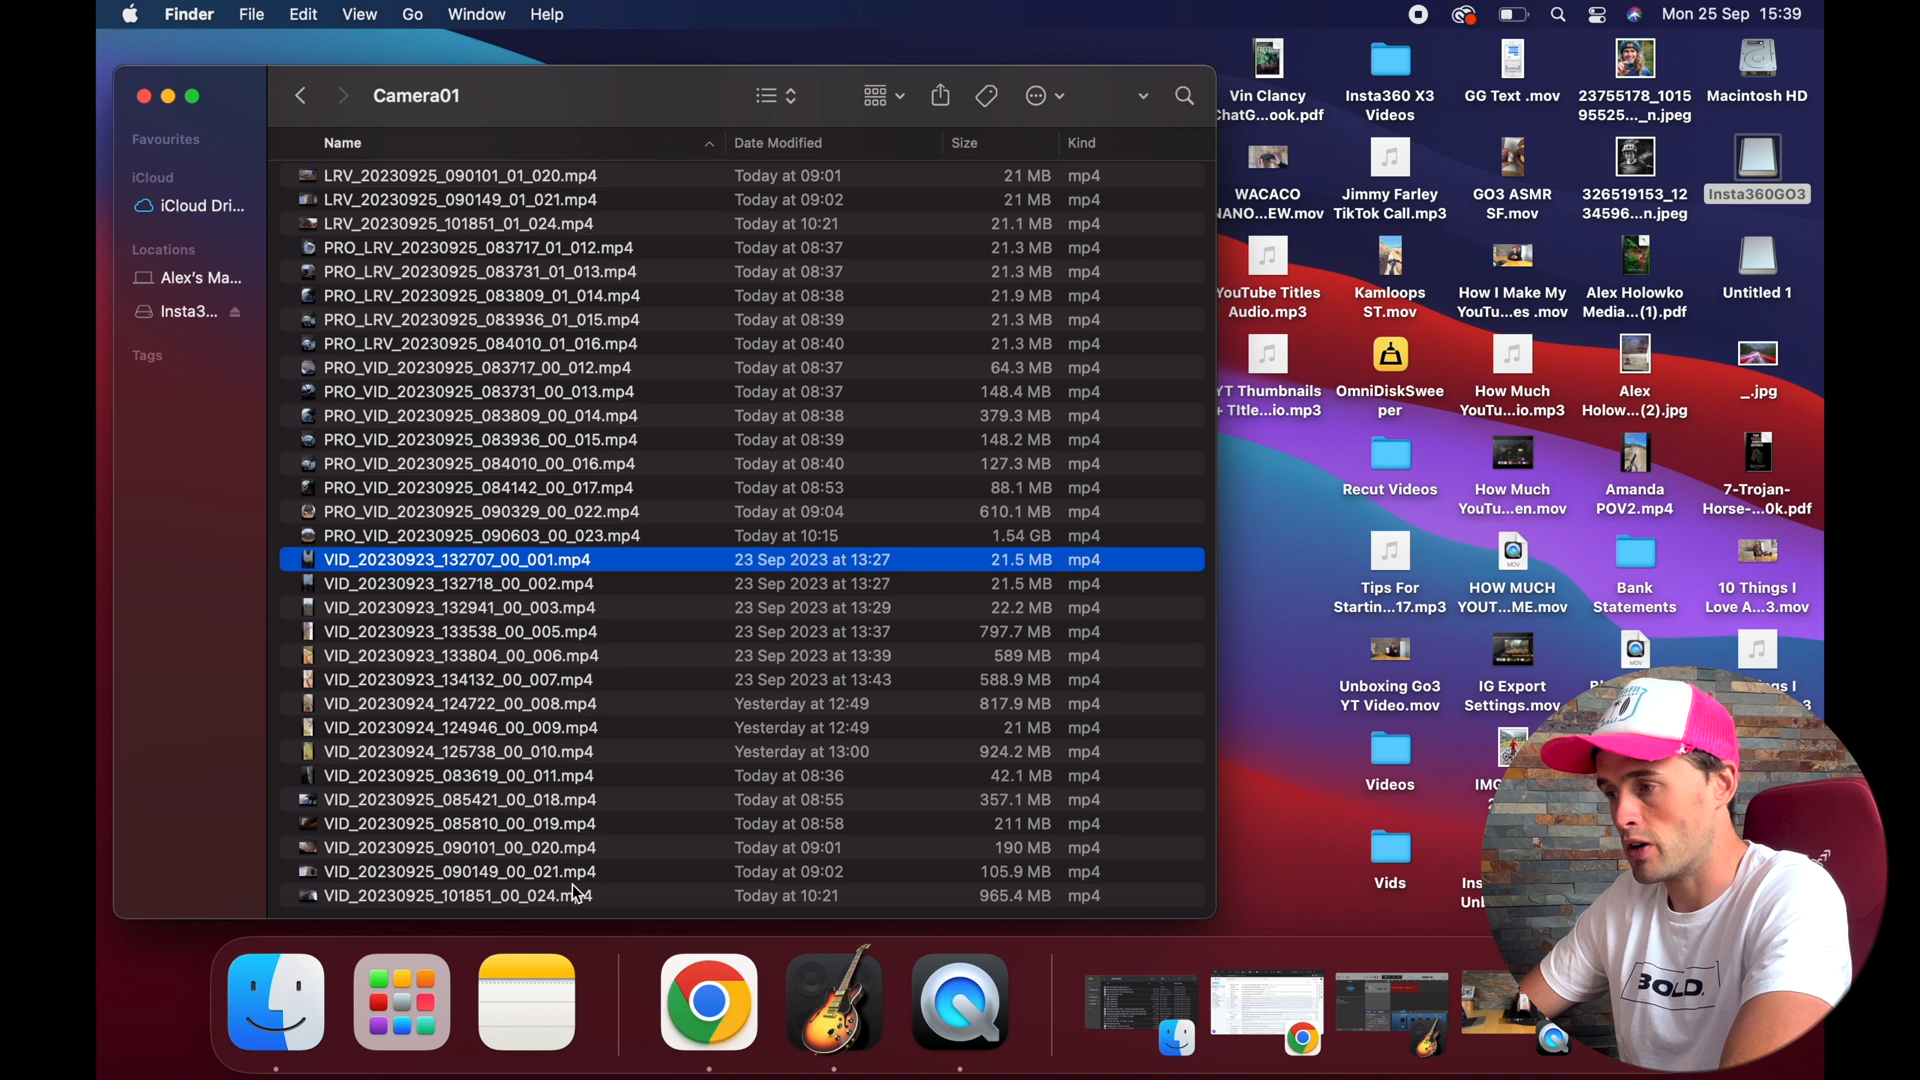 Finder File Edit View Go Window Help
Mon 25 Sep 15:39
Camera01
Favourites
iCloud
iCloud Dri...
Locations
Alex's Ma...
Insta3...
Tags
Name Date Modified Size Kind
LRV_20230925_090101_01_020.mp4 Today at 09:01 21 MB mp4
LRV_20230925_090149_01_021.mp4 Today at 09:02 21 MB mp4
LRV_20230925_101851_01_024.mp4 Today at 10:21 21.1 MB mp4
PRO_LRV_20230925_083717_01_012.mp4 Today at 08:37 21.3 MB mp4
PRO_LRV_20230925_083731_01_013.mp4 Today at 08:37 21.3 MB mp4
PRO_LRV_20230925_083809_01_014.mp4 Today at 08:38 21.9 MB mp4
PRO_LRV_20230925_083936_01_015.mp4 Today at 08:39 21.3 MB mp4
PRO_LRV_20230925_084010_01_016.mp4 Today at 08:40 21.3 MB mp4
PRO_VID_20230925_083717_00_012.mp4 Today at 08:37 64.3 MB mp4
PRO_VID_20230925_083731_00_013.mp4 Today at 08:37 148.4 MB mp4
PRO_VID_20230925_083809_00_014.mp4 Today at 08:38 379.3 MB mp4
PRO_VID_20230925_083936_00_015.mp4 Today at 08:39 148.2 MB mp4
PRO_VID_20230925_084010_00_016.mp4 Today at 08:40 127.3 MB mp4
PRO_VID_20230925_084142_00_017.mp4 Today at 08:53 88.1 MB mp4
PRO_VID_20230925_090329_00_022.mp4 Today at 09:04 610.1 MB mp4
PRO_VID_20230925_090603_00_023.mp4 Today at 10:15 1.54 GB mp4
VID_20230923_132707_00_001.mp4 23 Sep 2023 at 13:27 21.5 MB mp4
VID_20230923_132718_00_002.mp4 23 Sep 2023 at 13:27 21.5 MB mp4
VID_20230923_132941_00_003.mp4 23 Sep 2023 at 13:29 22.2 MB mp4
VID_20230923_133538_00_005.mp4 23 Sep 2023 at 13:37 797.7 MB mp4
VID_20230923_133804_00_006.mp4 23 Sep 2023 at 13:39 589 MB mp4
VID_20230923_134132_00_007.mp4 23 Sep 2023 at 13:43 588.9 MB mp4
VID_20230924_124722_00_008.mp4 Yesterday at 12:49 817.9 MB mp4
VID_20230924_124946_00_009.mp4 Yesterday at 12:49 21 MB mp4
VID_20230924_125738_00_010.mp4 Yesterday at 13:00 924.2 MB mp4
VID_20230925_083619_00_011.mp4 Today at 08:36 42.1 MB mp4
VID_20230925_085421_00_018.mp4 Today at 08:55 357.1 MB mp4
VID_20230925_085810_00_019.mp4 Today at 08:58 211 MB mp4
VID_20230925_090101_00_020.mp4 Today at 09:01 190 MB mp4
VID_20230925_090149_00_021.mp4 Today at 09:02 105.9 MB mp4
VID_20230925_101851_00_024.mp4 Today at 10:21 965.4 MB mp4
Vin Clancy Insta360 X3 GG Text .mov 23755178_1015 Macintosh HD
ChatG...ook.pdf Videos 95525..._n.jpeg
WACACO Jimmy Farley GO3 ASMR 326519153_12 Insta360GO3
NANO...EW.mov TikTok Call.mp3 SF.mov 34596...n.jpeg
YouTube Titles Kamloops How I Make My Alex Holowko Untitled 1
Audio.mp3 ST.mov YouTu...es .mov Media...(1).pdf
YT Thumbnails OmniDiskSwee How Much Alex _.jpg
+ TItle...io.mp3 per YouTu...io.mp3 Holow...(2).jpg
Recut Videos How Much Amanda 7-Trojan-
YouTu...en.mov POV2.mp4 Horse-...0k.pdf
MOV
Tips For HOW MUCH Bank 10 Things I
Startin...17.mp3 YOUT...ME.mov Statements Love A...3.mov
MOV
Unboxing Go3 IG Export
YT Video.mov Settings.mov
Videos
Vids
BOLD.